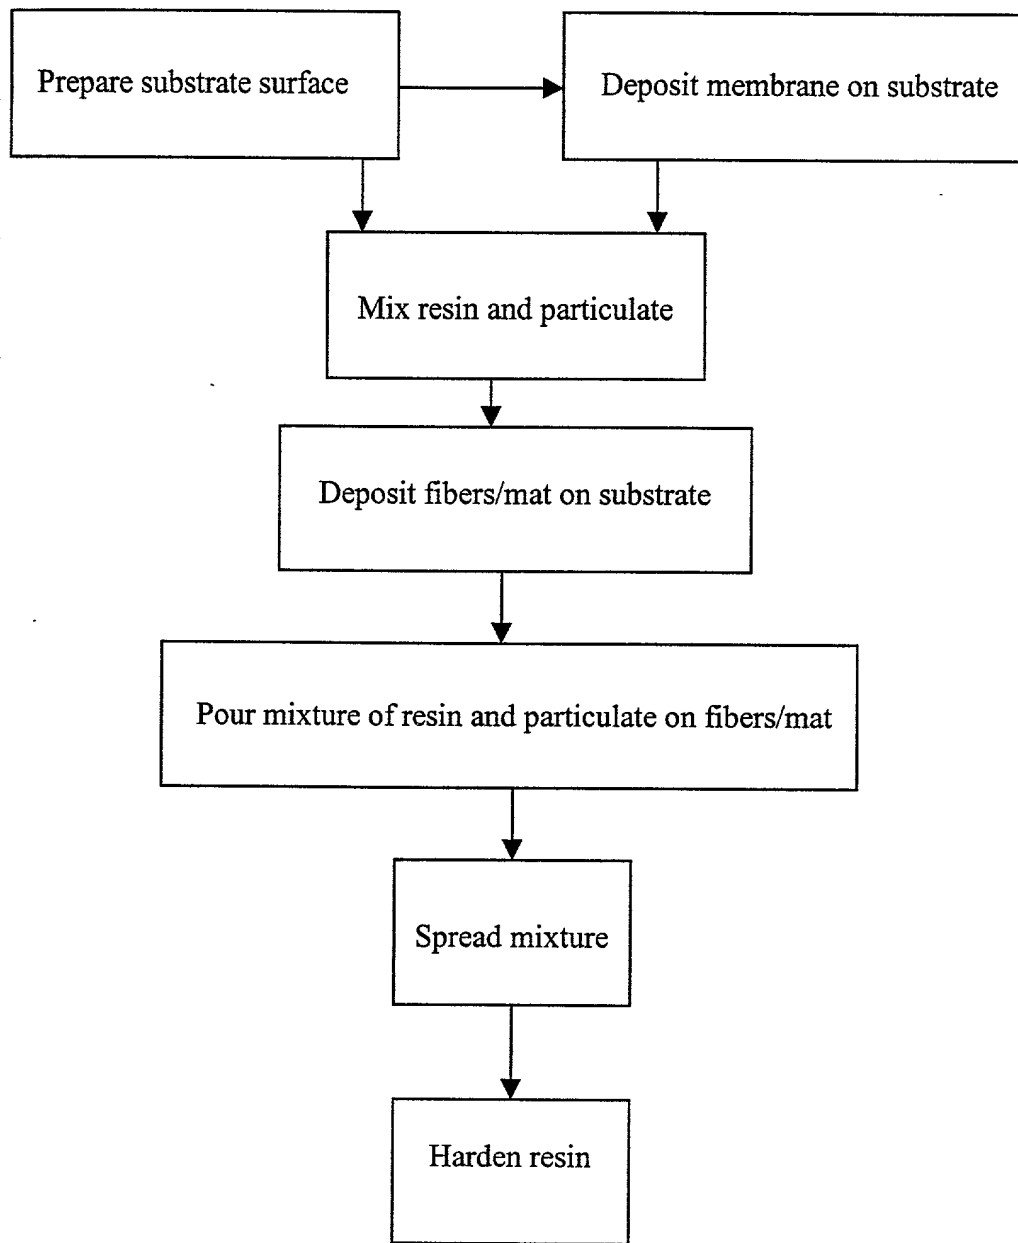 Prepare substrate surface
Deposit membrane on substrate
Mix resin and particulate
Deposit fibers/mat on substrate
Pour mixture of resin and particulate on fibers/mat
Spread mixture
Harden resin